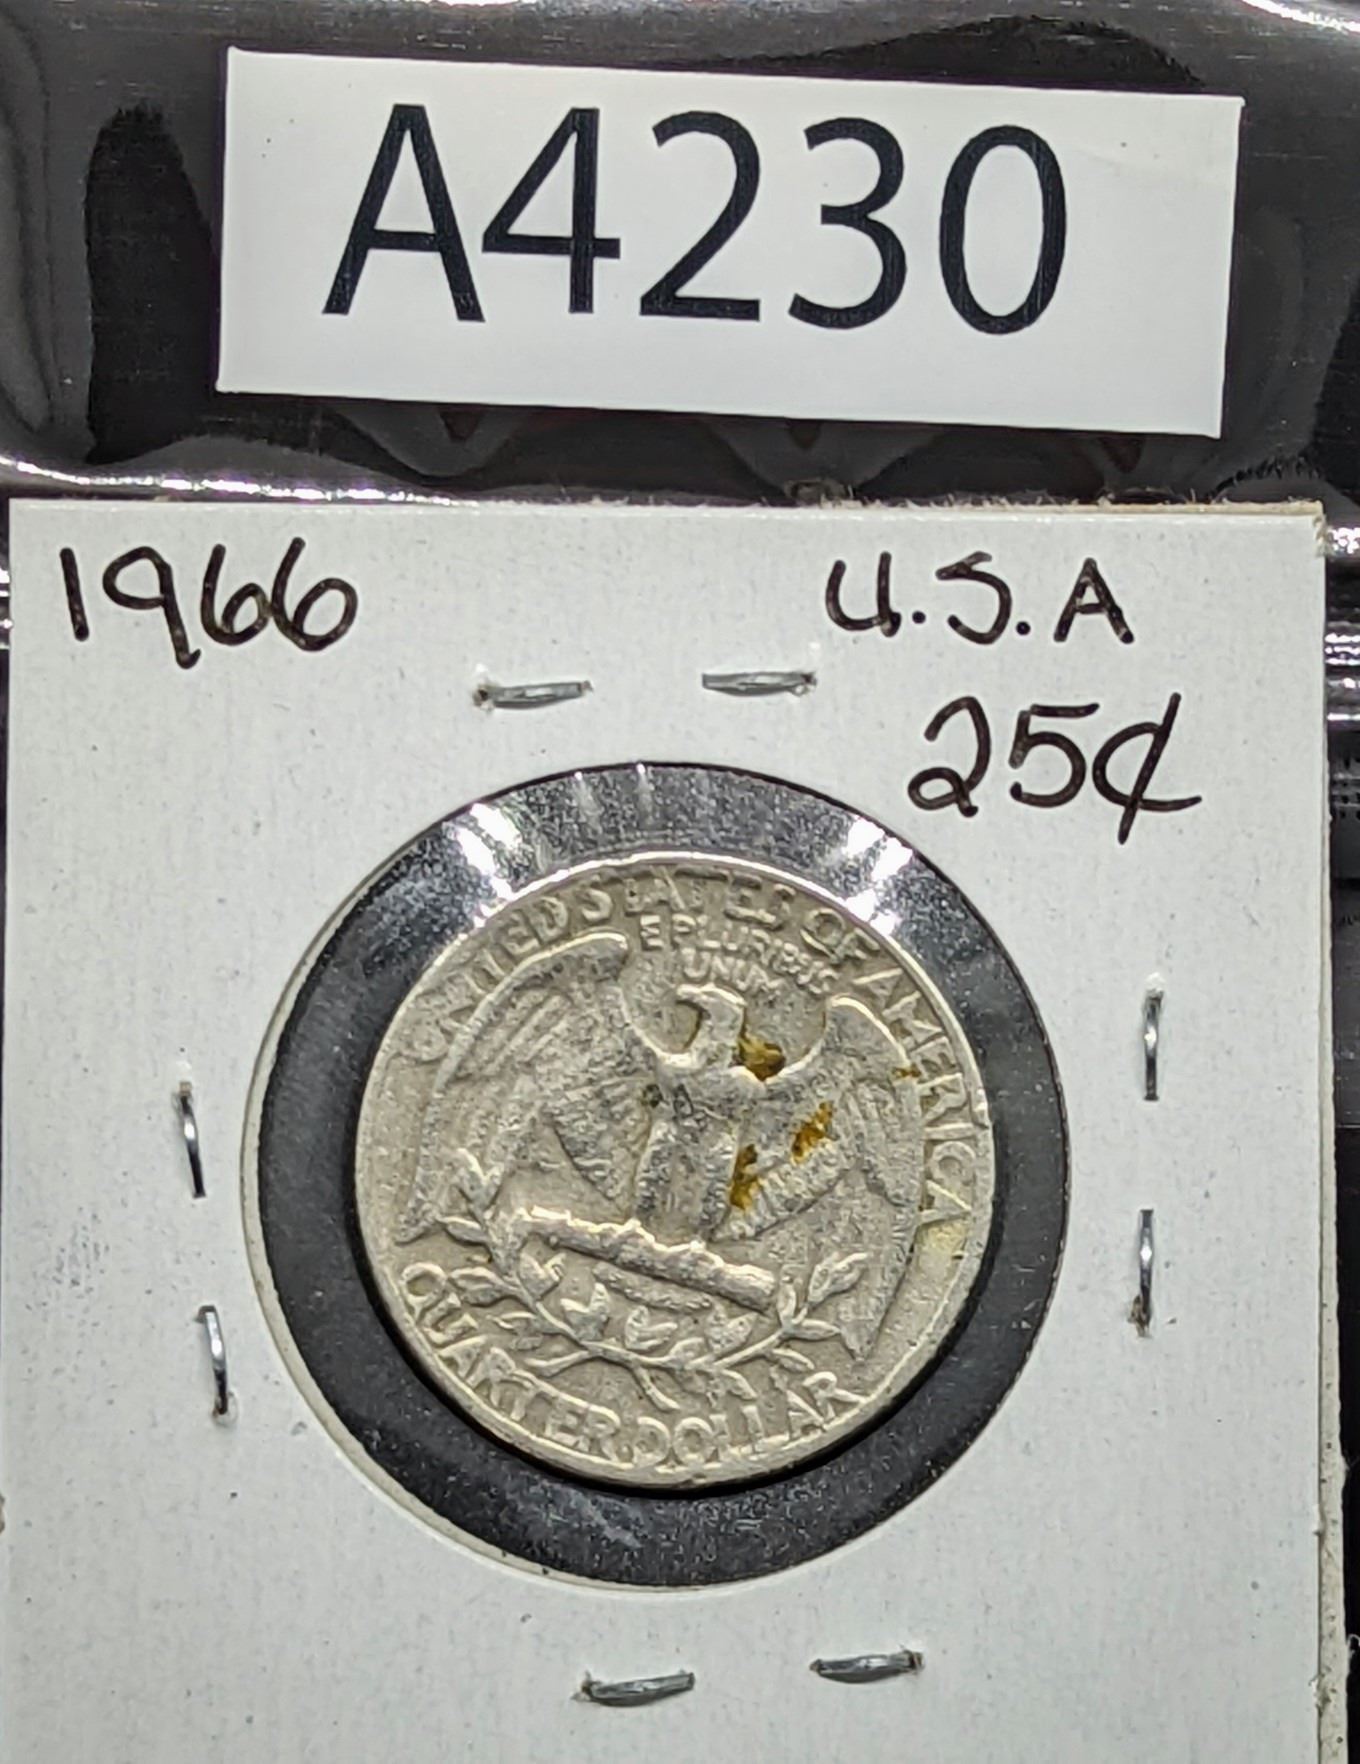 A4230
1966
U.S.A
25¢
UNITED STATES OF AMERICA
E PLURIBUS
UNUM
QUARTER DOLLAR